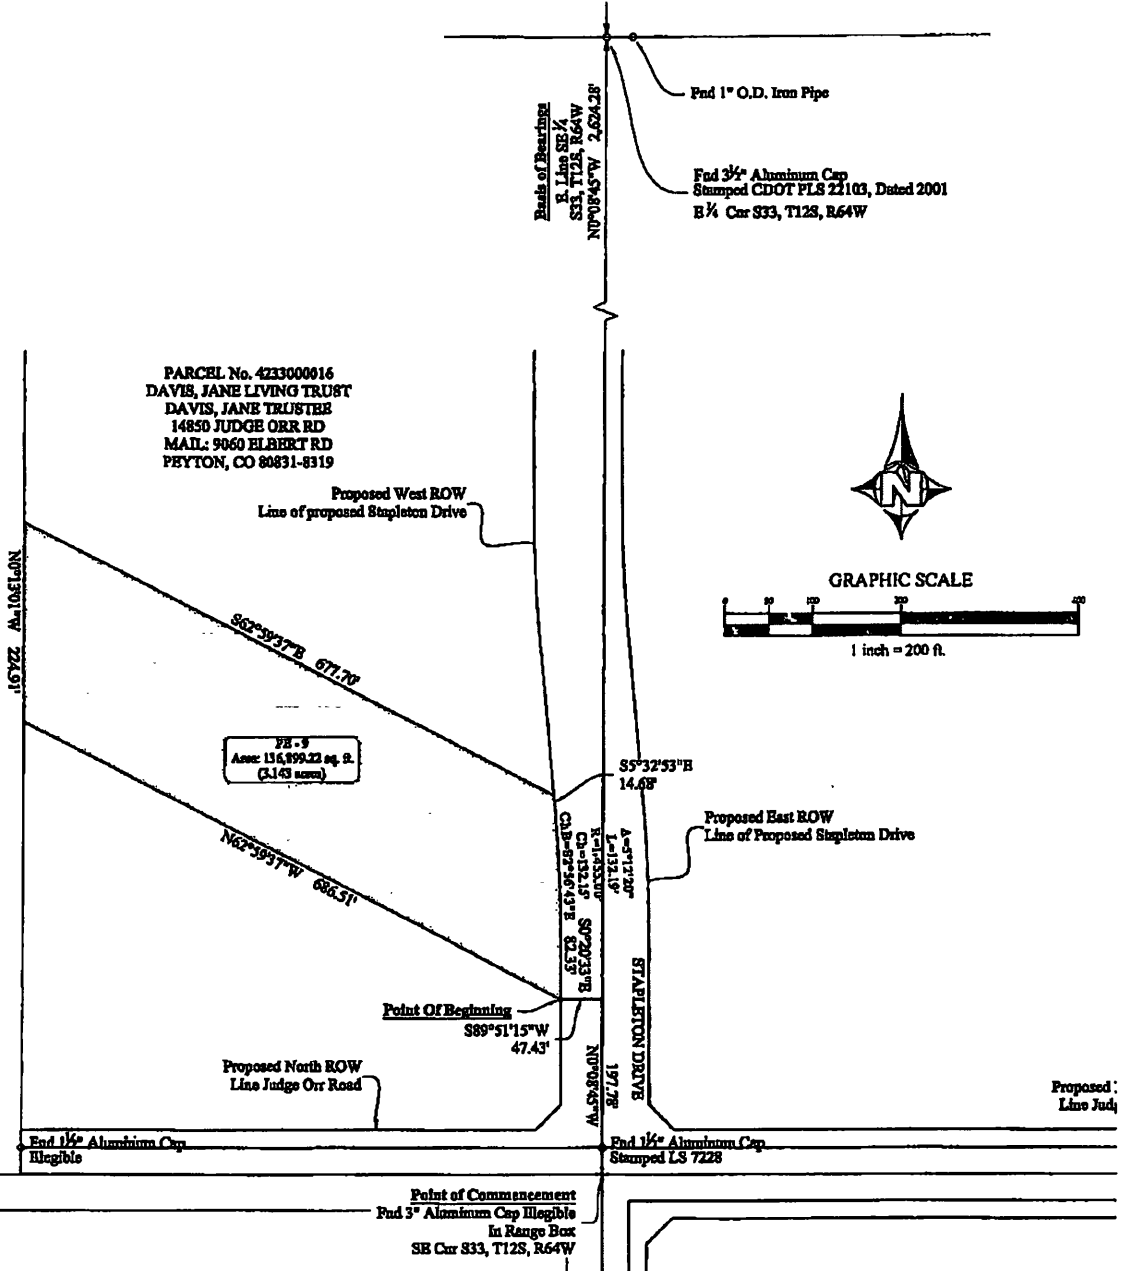 Fnd 1" O.D. Iron Pipe
Basis of Bearings
E. Line SE¼
S33, T12S, R64W
N0°08'45"W 2,624.28'
Fnd 3½" Aluminum Cap
Stamped CDOT PLS 22103, Dated 2001
E¼ Cnr S33, T12S, R64W
PARCEL No. 4233000016
DAVIS, JANE LIVING TRUST
DAVIS, JANE TRUSTEE
14850 JUDGE ORR RD
MAIL: 9060 ELBERT RD
PEYTON, CO 80831-8319
Proposed West ROW
Line of proposed Stapleton Drive
N
GRAPHIC SCALE
0 50 100 200 400
1 inch = 200 ft.
N0°13'01"W 224.91'
S62°59'37"E 677.70'
PE - 9
Area: 136,899.22 sq. ft.
(3.143 acres)
S5°32'53"E
14.68'
Proposed East ROW
Line of Proposed Stapleton Drive
Δ=5°12'20"
L=132.19'
R=1,455.00'
Ch=132.15'
ChB=S2°56'43"E
S0°20'33"E
82.33'
N62°59'37"W 686.51'
STAPLETON DRIVE
Point Of Beginning
S89°51'15"W
47.43'
N0°08'45"W
197.78'
Proposed North ROW
Line Judge Orr Road
Proposed
Line Jud
Fnd 1½" Aluminum Cap
Illegible
Fnd 1½" Aluminum Cap
Stamped LS 7228
Point of Commencement
Fnd 3" Aluminum Cap Illegible
In Range Box
SE Cnr S33, T12S, R64W